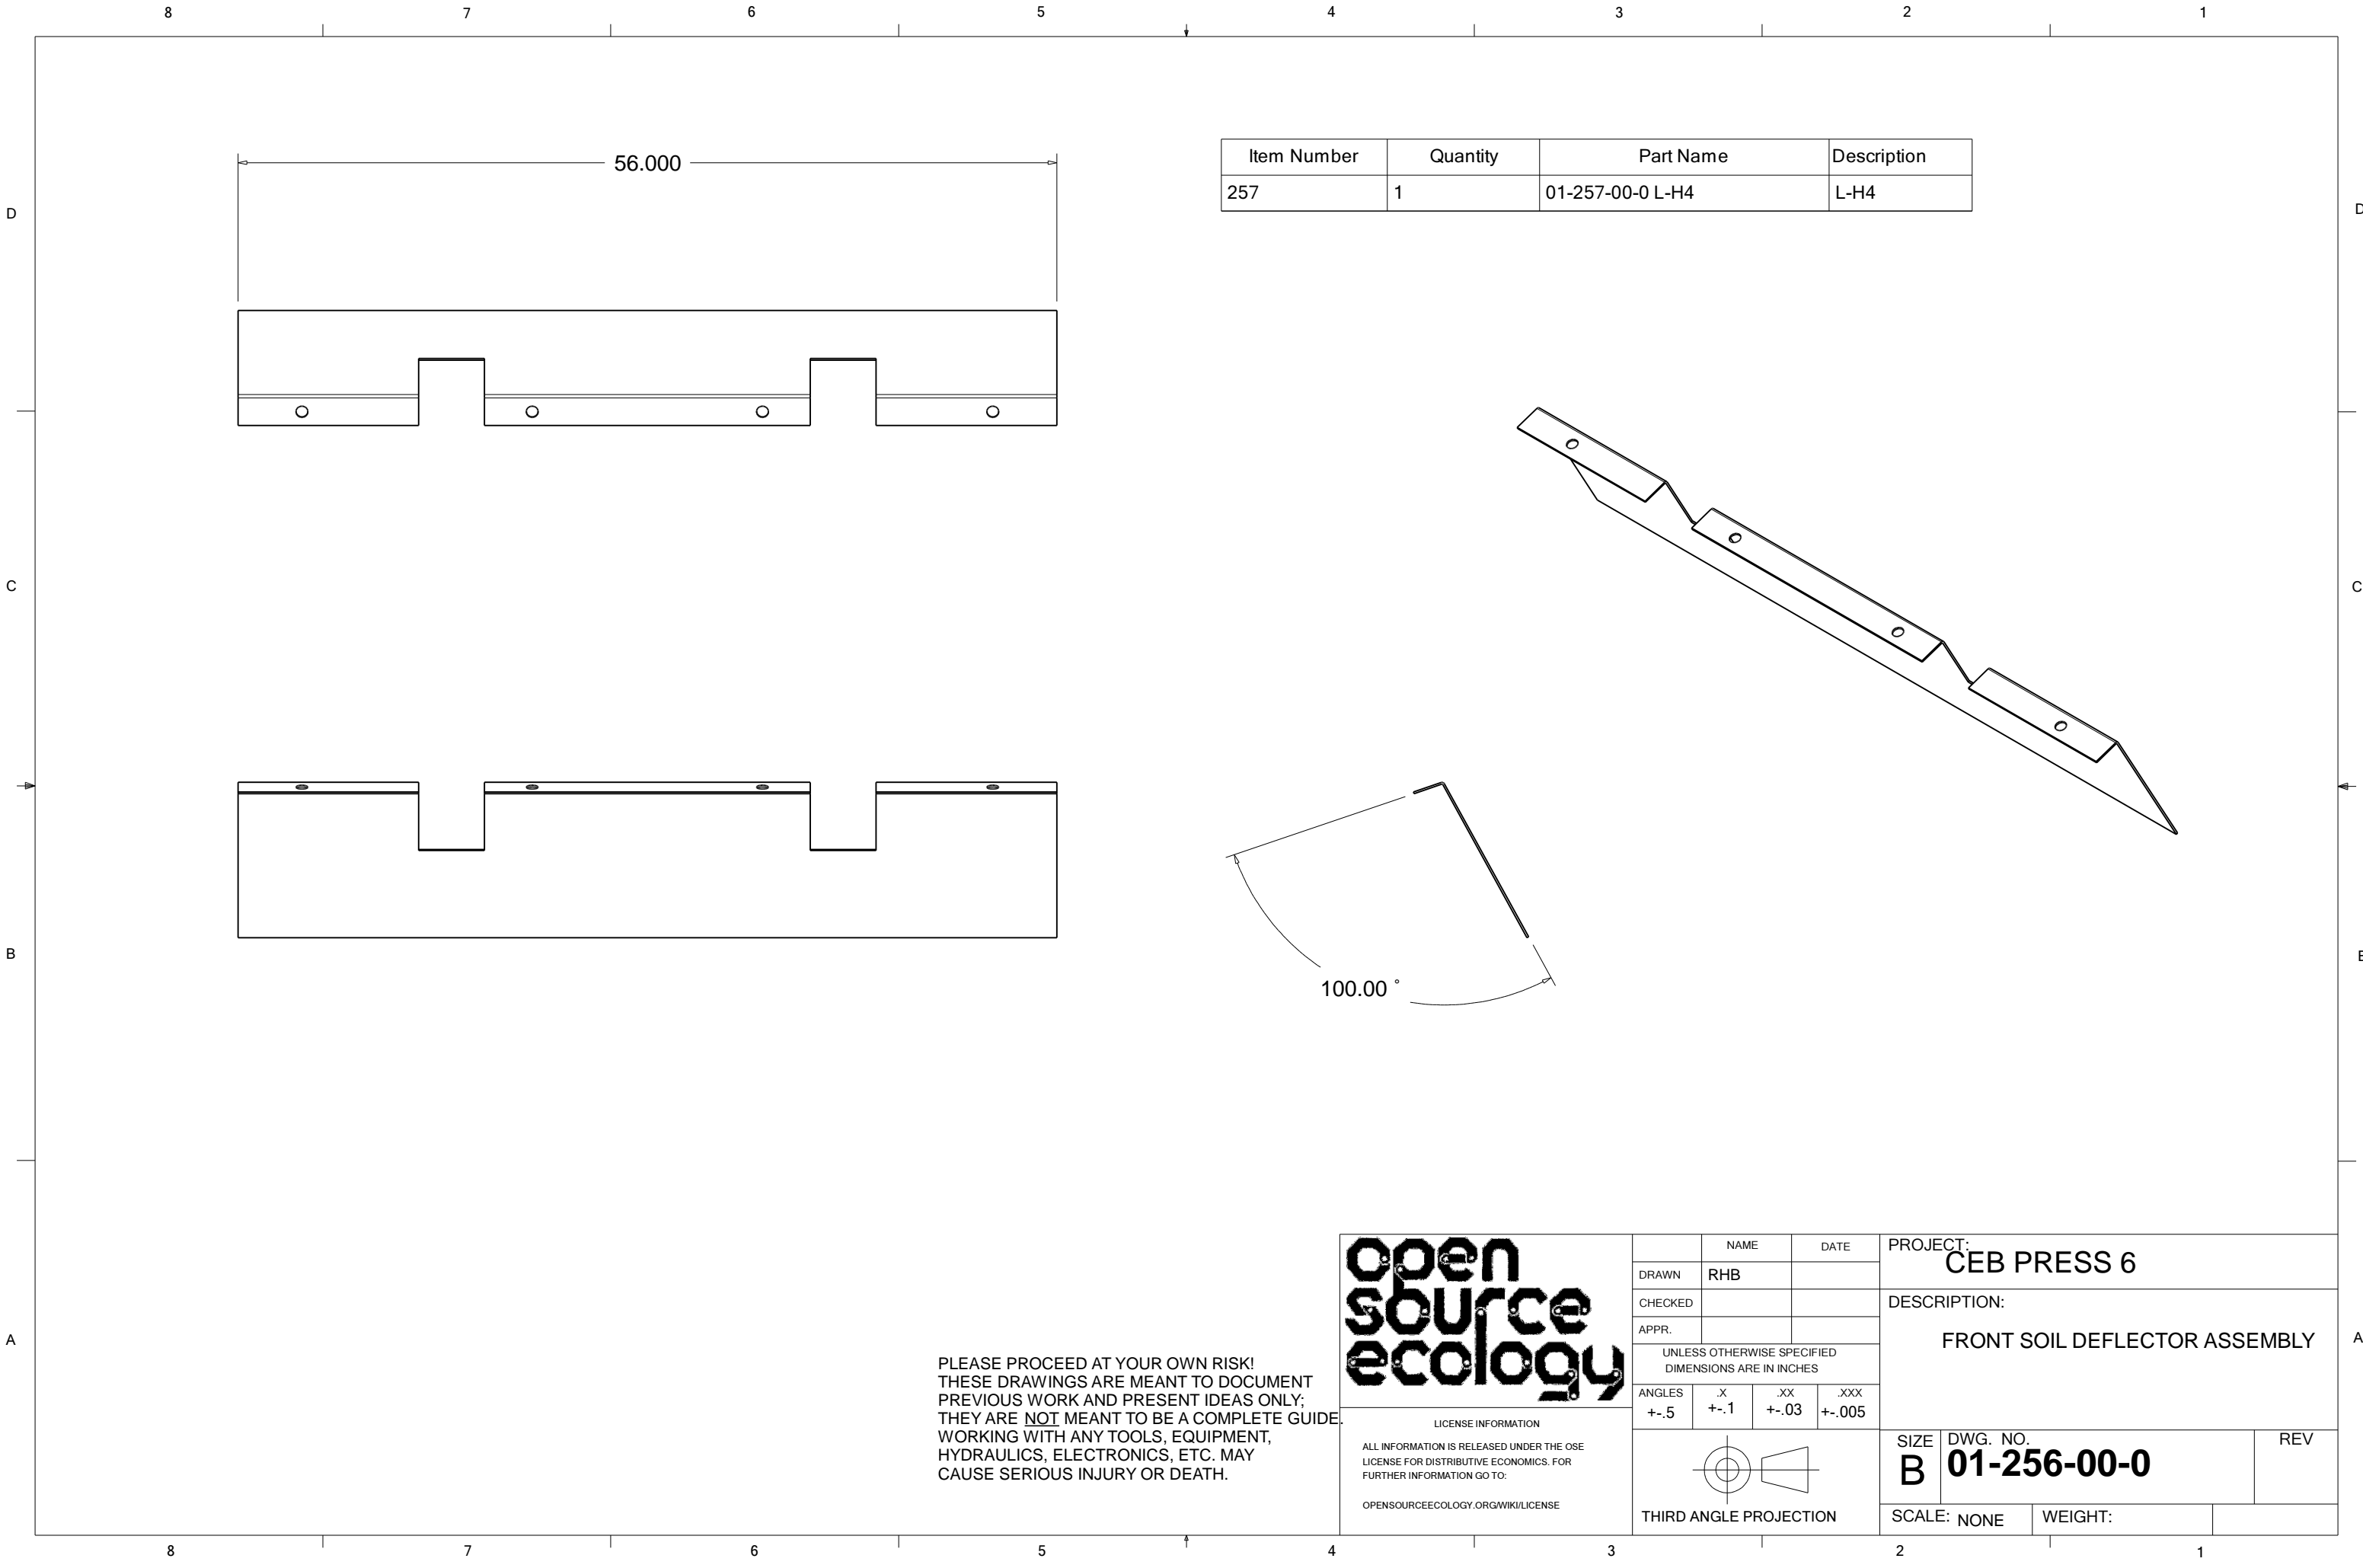 8 7 6 5 4 3 2 1
D D
C C
B B
A A
56.000
Item Number Quantity Part Name Description
257 1 01-257-00-0 L-H4 L-H4
100.00 °
PLEASE PROCEED AT YOUR OWN RISK!
THESE DRAWINGS ARE MEANT TO DOCUMENT
PREVIOUS WORK AND PRESENT IDEAS ONLY;
THEY ARE NOT MEANT TO BE A COMPLETE GUIDE.
WORKING WITH ANY TOOLS, EQUIPMENT,
HYDRAULICS, ELECTRONICS, ETC. MAY
CAUSE SERIOUS INJURY OR DEATH.
open
source
ecology
LICENSE INFORMATION
ALL INFORMATION IS RELEASED UNDER THE OSE
LICENSE FOR DISTRIBUTIVE ECONOMICS. FOR
FURTHER INFORMATION GO TO:
OPENSOURCEECOLOGY.ORG/WIKI/LICENSE
NAME DATE
DRAWN RHB
CHECKED
APPR.
UNLESS OTHERWISE SPECIFIED
DIMENSIONS ARE IN INCHES
ANGLES .X .XX .XXX
+-.5 +-.1 +-.03 +-.005
THIRD ANGLE PROJECTION
PROJECT:
CEB PRESS 6
DESCRIPTION:
FRONT SOIL DEFLECTOR ASSEMBLY
SIZE DWG. NO. REV
B 01-256-00-0
SCALE: NONE WEIGHT:
8 7 6 5 4 3 2 1